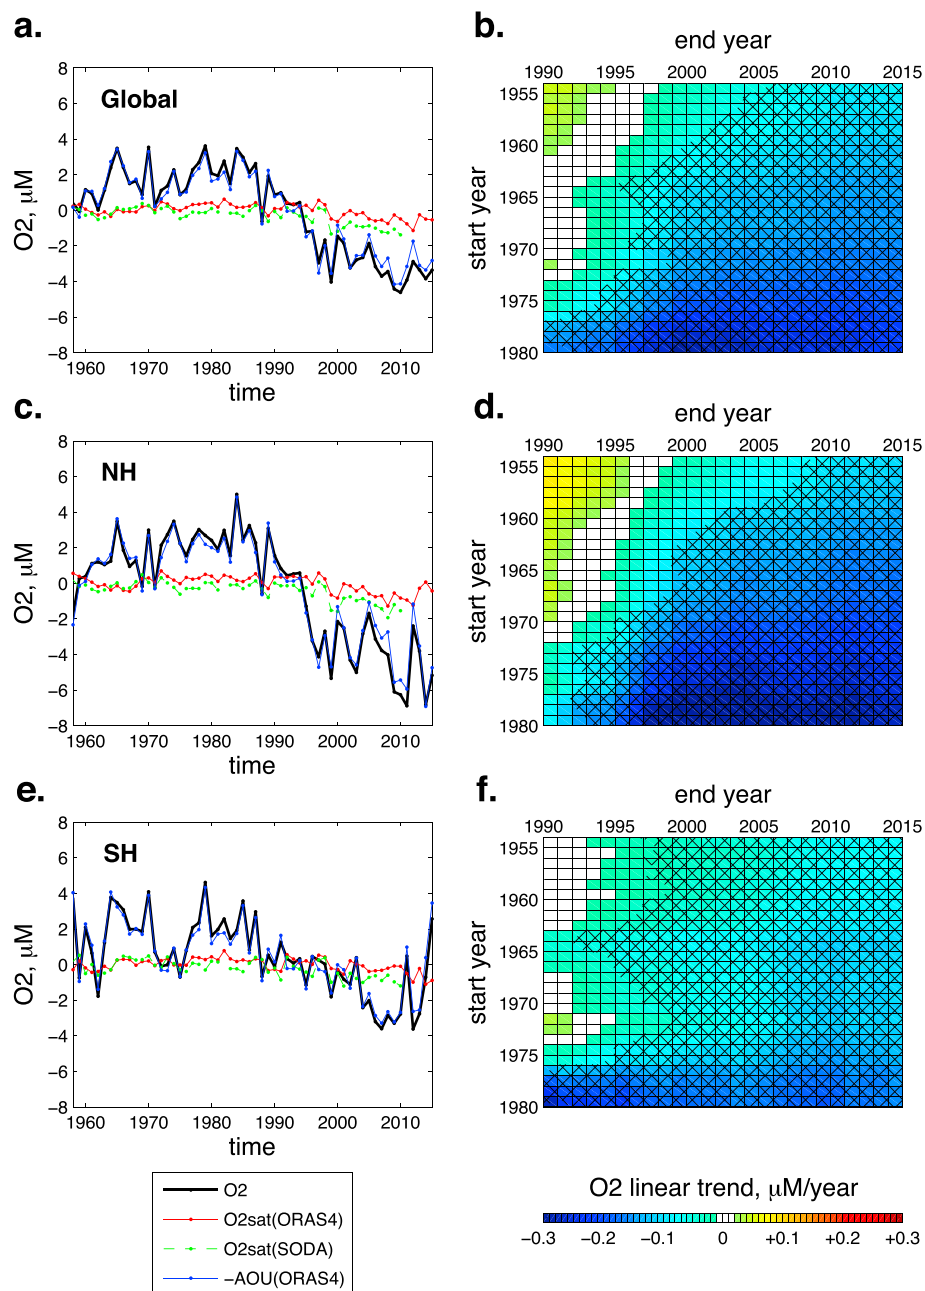 a.
Global
O2, μM
8
6
4
2
0
−2
−4
−6
−8
1960 1970 1980 1990 2000 2010
time
b.
end year
1990 1995 2000 2005 2010 2015
start year
1955
1960
1965
1970
1975
1980
c.
NH
O2, μM
8
6
4
2
0
−2
−4
−6
−8
1960 1970 1980 1990 2000 2010
time
d.
end year
1990 1995 2000 2005 2010 2015
start year
1955
1960
1965
1970
1975
1980
e.
SH
O2, μM
8
6
4
2
0
−2
−4
−6
−8
1960 1970 1980 1990 2000 2010
time
f.
end year
1990 1995 2000 2005 2010 2015
start year
1955
1960
1965
1970
1975
1980
O2
O2sat(ORAS4)
O2sat(SODA)
−AOU(ORAS4)
O2 linear trend, μM/year
−0.3 −0.2 −0.1 0 +0.1 +0.2 +0.3